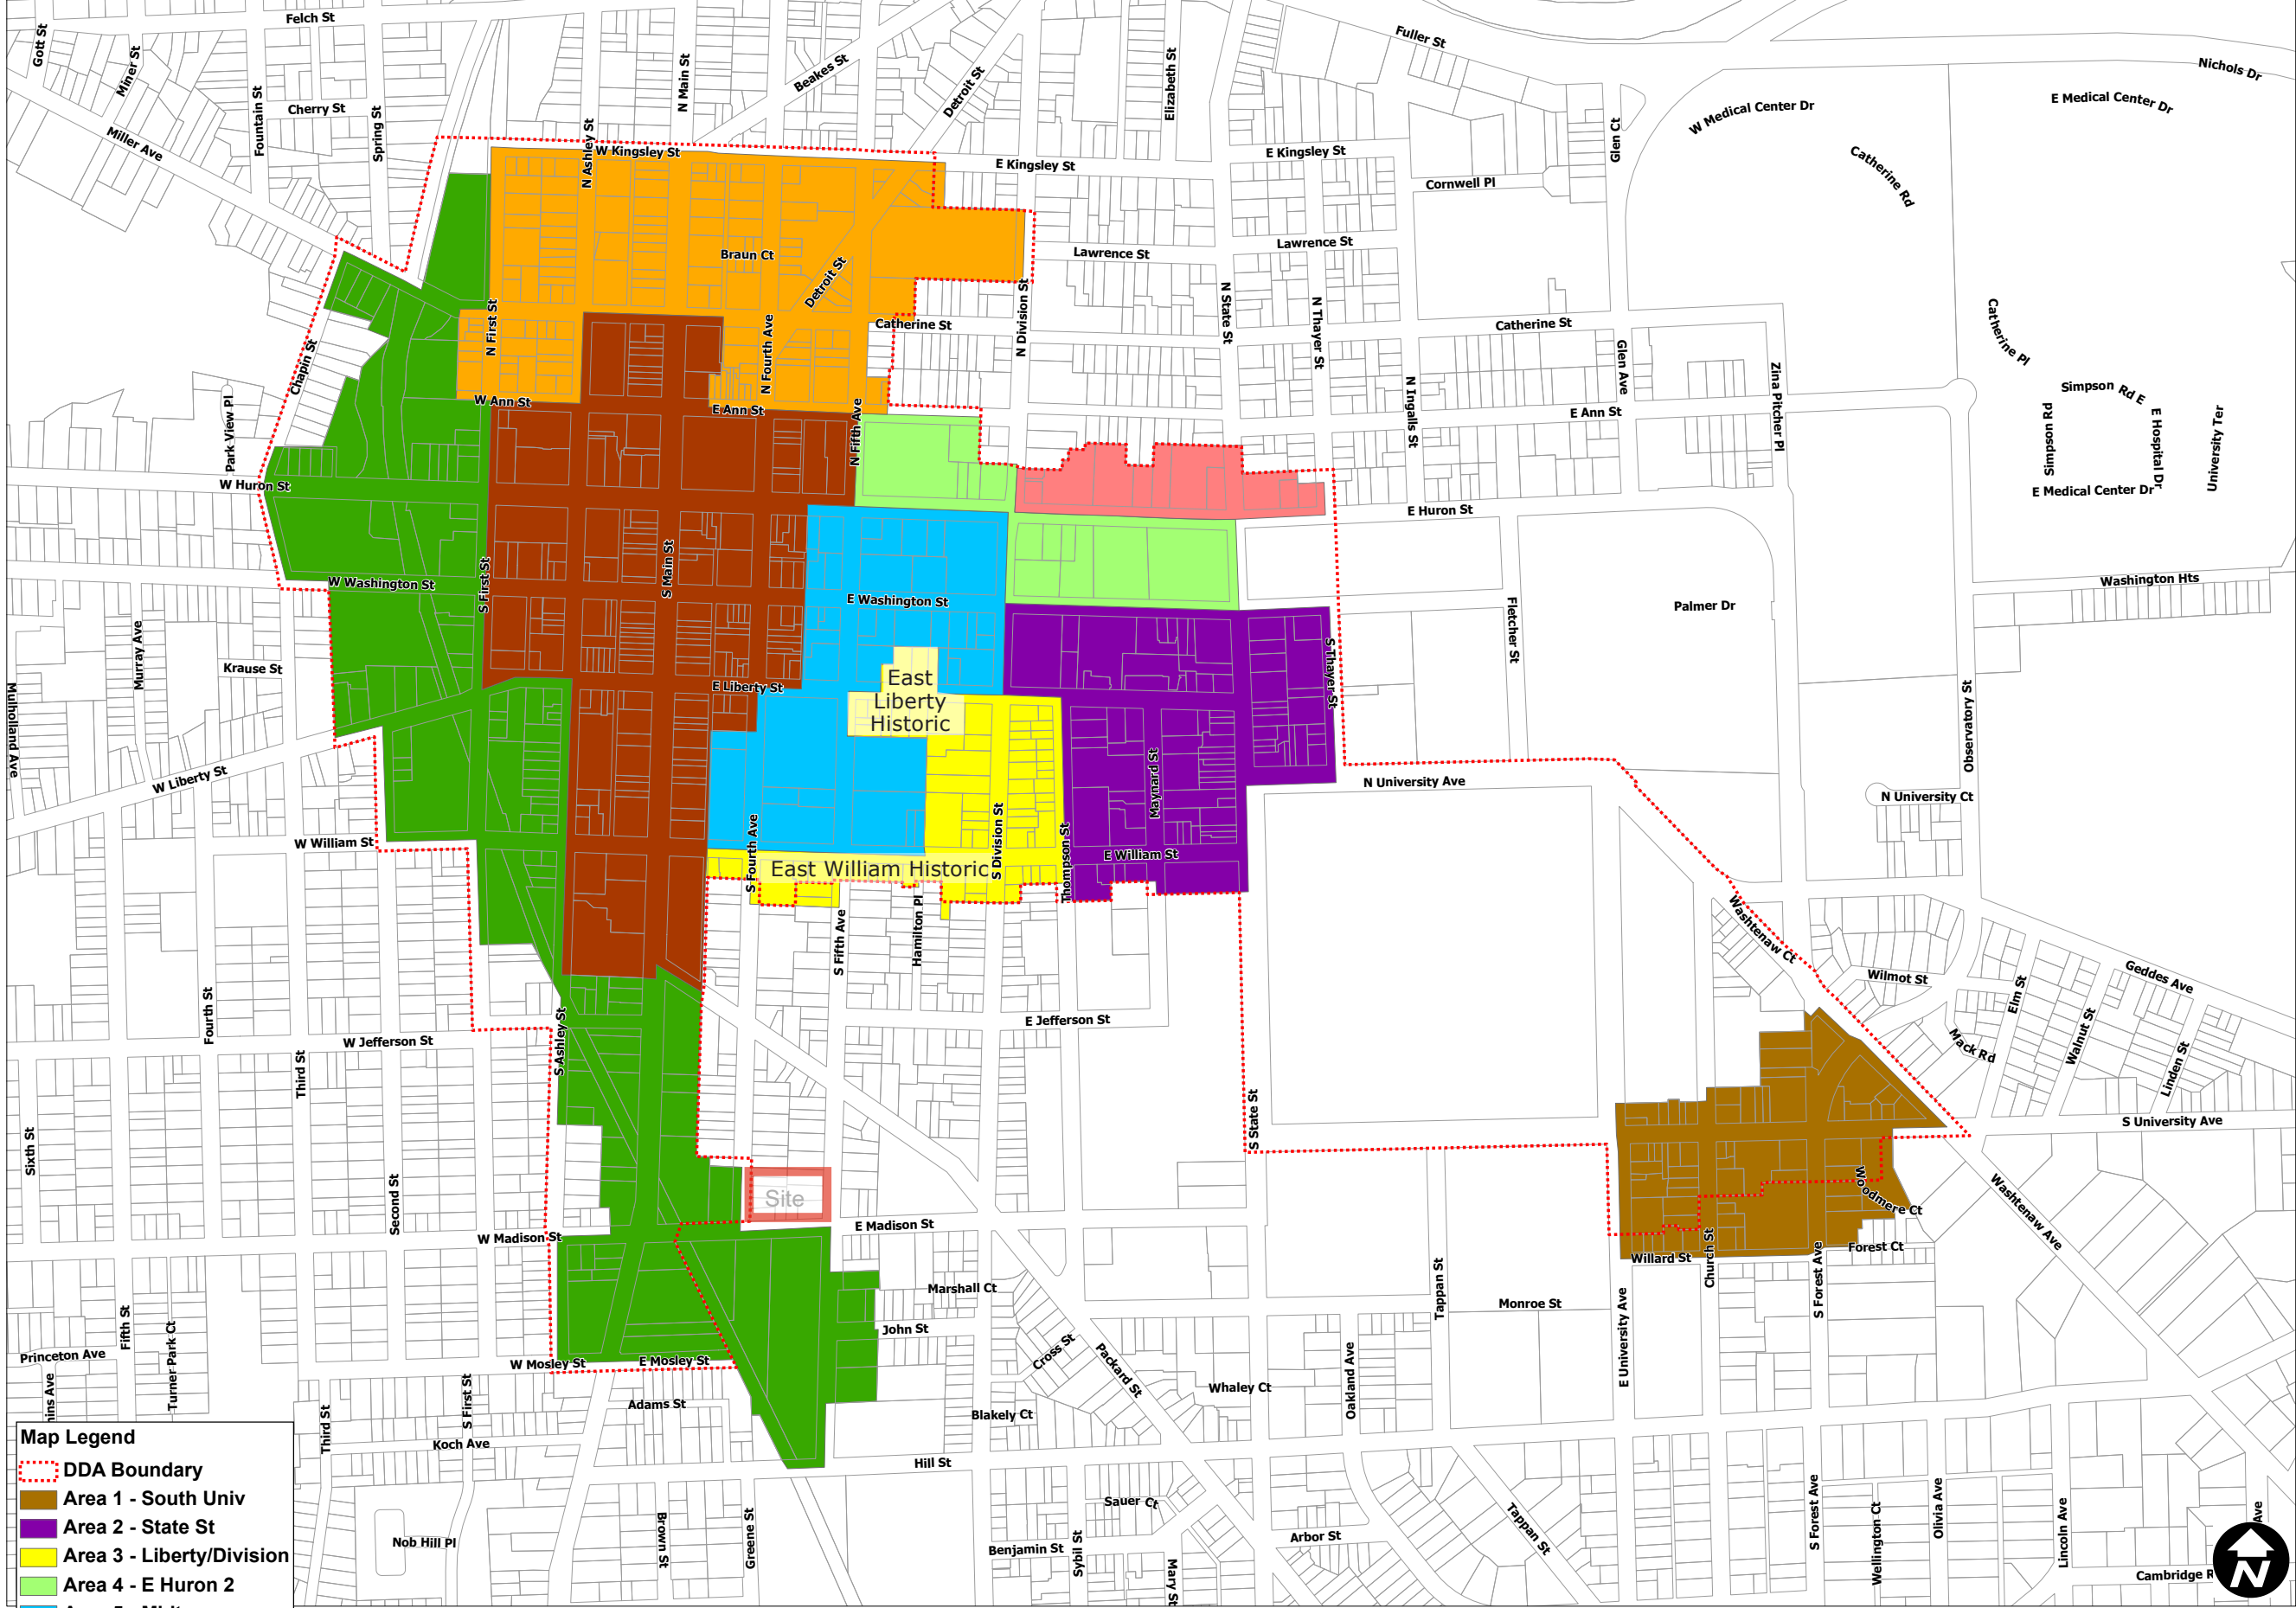 Felch St
Gott St
Miner St
Fountain St
Cherry St
Spring St
Miller Ave
N Main St
Beakes St
Detroit St
Elizabeth St
Fuller St
Nichols Dr
W Medical Center Dr
E Medical Center Dr
Catherine Rd
Glen Ct
N Ashley St
W Kingsley St
E Kingsley St
E Kingsley St
Cornwell Pl
Braun Ct
Detroit St
Lawrence St
Lawrence St
N First St
N Fourth Ave
Catherine St
N Division St
N State St
N Thayer St
Catherine St
Glen Ave
Catherine Pl
Chapin St
Park View Pl
W Ann St
E Ann St
N Fifth Ave
N Ingalls St
E Ann St
Zina Pitcher Pl
Simpson Rd E
Simpson Rd
E Hospital Dr
University Ter
E Medical Center Dr
W Huron St
E Huron St
W Washington St
S First St
S Main St
E Washington St
Fletcher St
Palmer Dr
Washington Hts
Murray Ave
Krause St
Mulholland Ave
E Liberty St
East
Liberty
Historic
S Thayer St
Observatory St
W Liberty St
Maynard St
N University Ave
N University Ct
W William St
S Fourth Ave
East William Historic
S Division St
Thompson St
E William St
S Fifth Ave
Hamilton Pl
Washtenaw Ct
Wilmot St
Geddes Ave
Elm St
Walnut St
Linden St
Mack Rd
Fourth St
W Jefferson St
Third St
S Ashley St
E Jefferson St
S State St
S University Ave
Sixth St
Second St
Site
E Madison St
W Madison St
Woodmere Ct
Washtenaw Ave
Willard St
Church St
S Forest Ave
Forest Ct
Marshall Ct
Tappan St
Monroe St
E University Ave
John St
Fifth St
Turner Park Ct
Princeton Ave
W Mosley St
E Mosley St
Cross St
Packard St
Whaley Ct
Oakland Ave
Adams St
Blakely Ct
S First St
Third St
Koch Ave
Hill St
Nob Hill Pl
Brown St
Greene St
Sauer Ct
Benjamin St
Sybil St
Mary St
Arbor St
Tappan St
S Forest Ave
Wellington Ct
Olivia Ave
Lincoln Ave
Ave
Cambridge R
N
Map Legend
DDA Boundary
Area 1 - South Univ
Area 2 - State St
Area 3 - Liberty/Division
Area 4 - E Huron 2